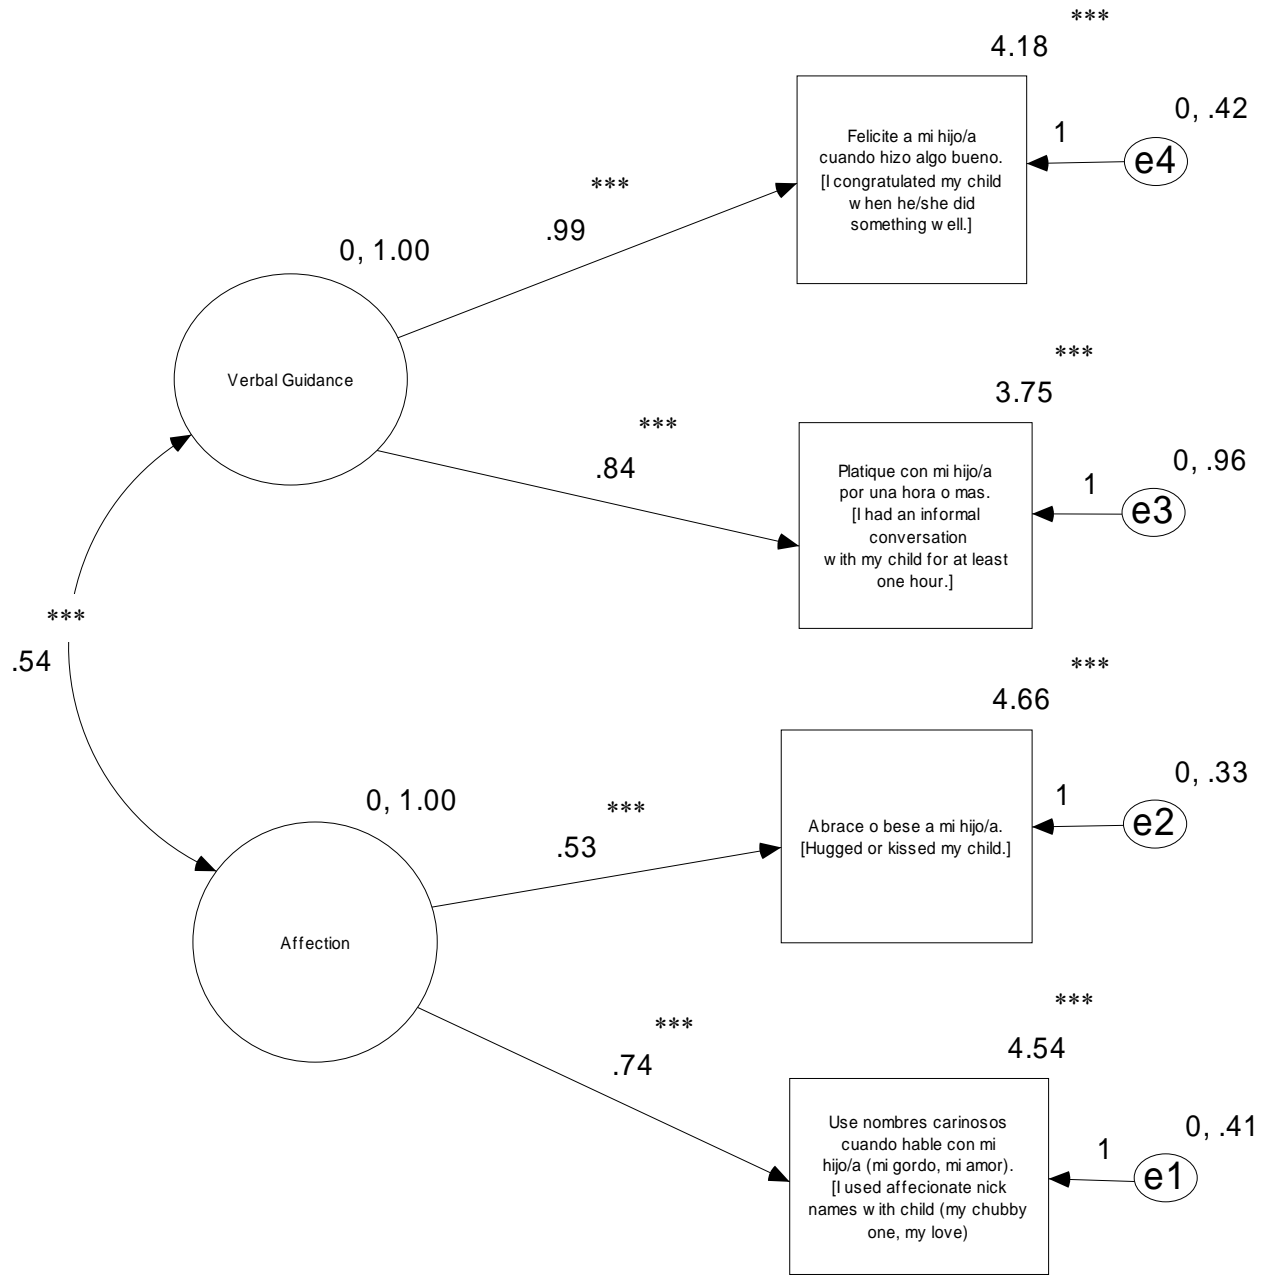 ***
4.18
0, .42
Felicite a mi hijo/a
cuando hizo algo bueno.
[I congratulated my child
when he/she did
something well.]
1
e4
***
.99
0, 1.00
Verbal Guidance
***
3.75
***
.84
0, .96
Platique con mi hijo/a
por una hora o mas.
[I had an informal
conversation
with my child for at least
one hour.]
1
e3
***
.54
***
4.66
0, .33
0, 1.00
***
.53
Abrace o bese a mi hijo/a.
[Hugged or kissed my child.]
1
e2
Affection
***
4.54
***
.74
0, .41
Use nombres carinosos
cuando hable con mi
hijo/a (mi gordo, mi amor).
[I used affecionate nick
names with child (my chubby
one, my love)
1
e1